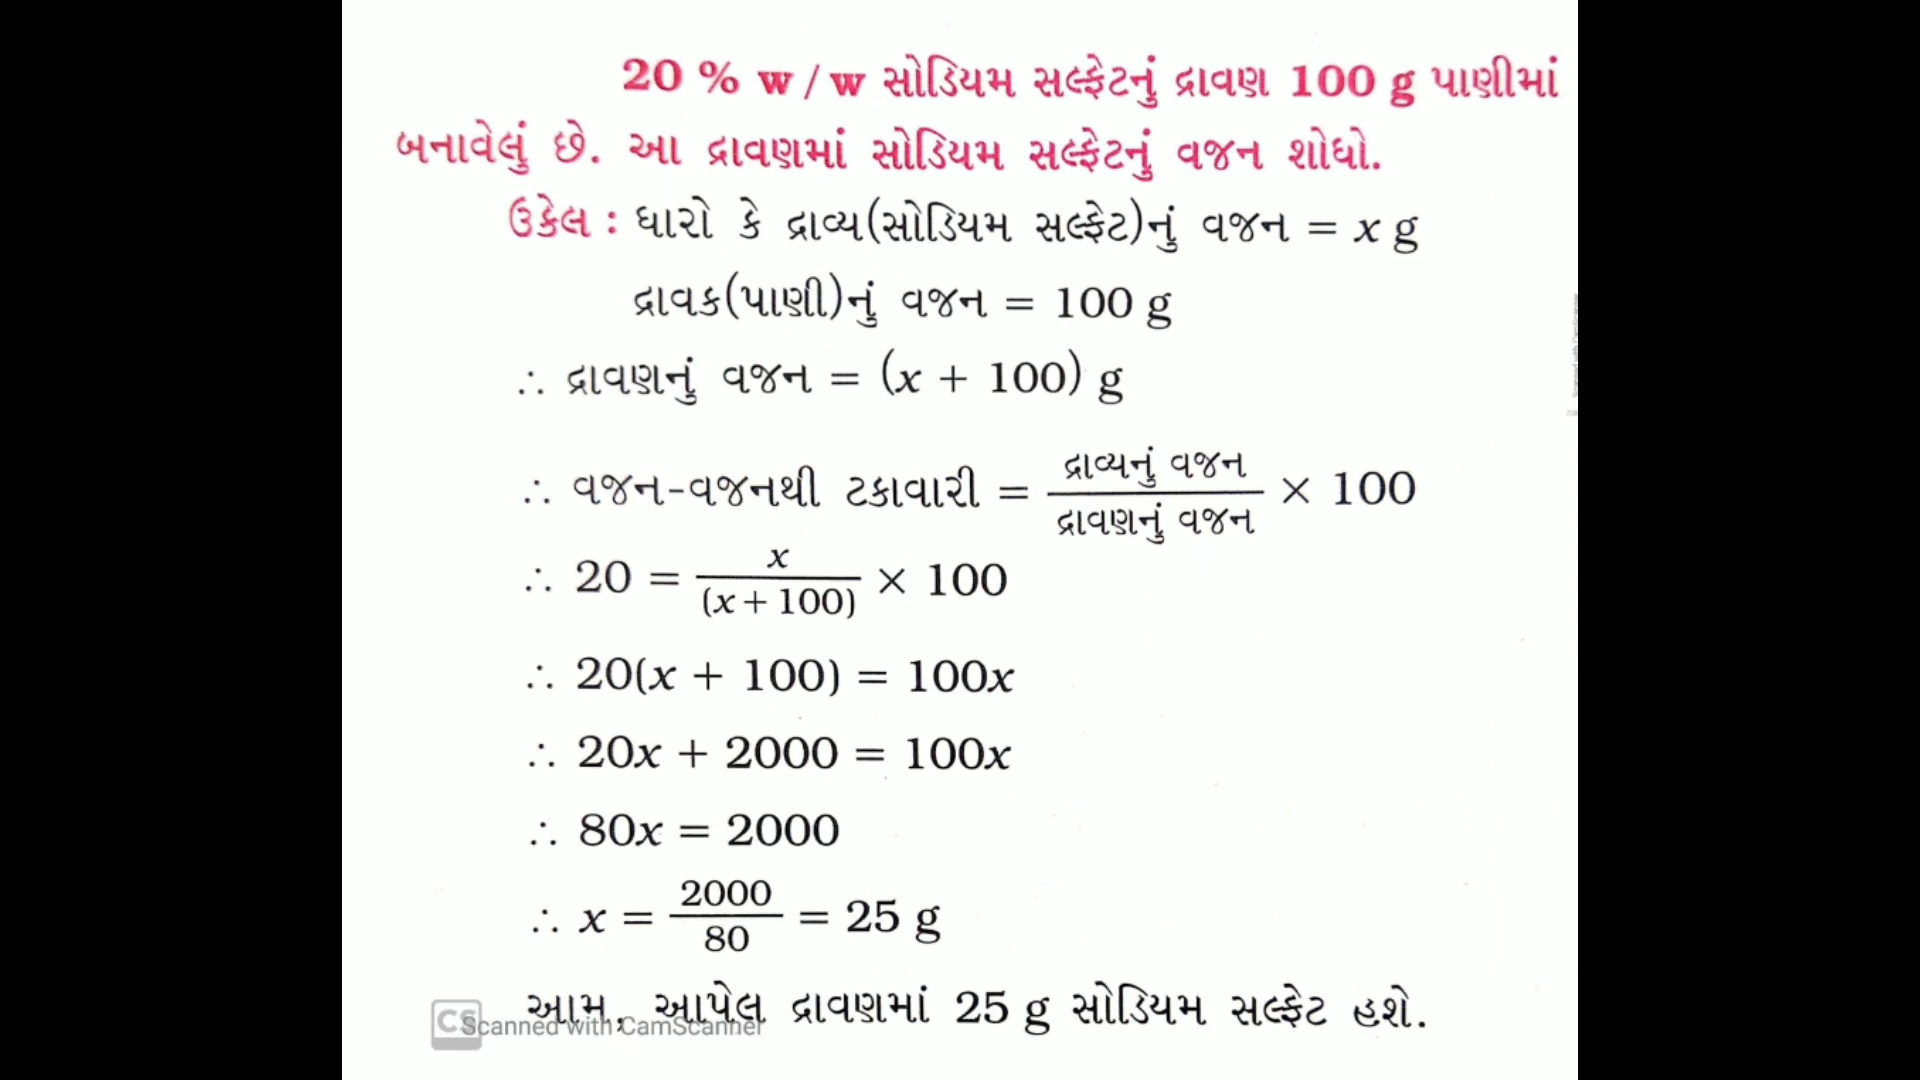 20 % w / w સોડિયમ સલ્ફેટનું દ્રાવણ 100 g પાણીમાં
બનાવેલું છે. આ દ્રાવણમાં સોડિયમ સલ્ફેટનું વજન શોધો.
ઉકેલ : ધારો કે દ્રાવ્ય(સોડિયમ સલ્ફેટ)નું વજન = x g
દ્રાવક(પાણી)નું વજન = 100 g
∴ દ્રાવણનું વજન = (x + 100) g
∴ વજન-વજનથી ટકાવારી = દ્રાવ્યનું વજન / દ્રાવણનું વજન × 100
∴ 20 = x / (x + 100) × 100
∴ 20(x + 100) = 100x
∴ 20x + 2000 = 100x
∴ 80x = 2000
∴ x = 2000 / 80 = 25 g
આમ, આપેલ દ્રાવણમાં 25 g સોડિયમ સલ્ફેટ હશે.
CS Scanned with CamScanner